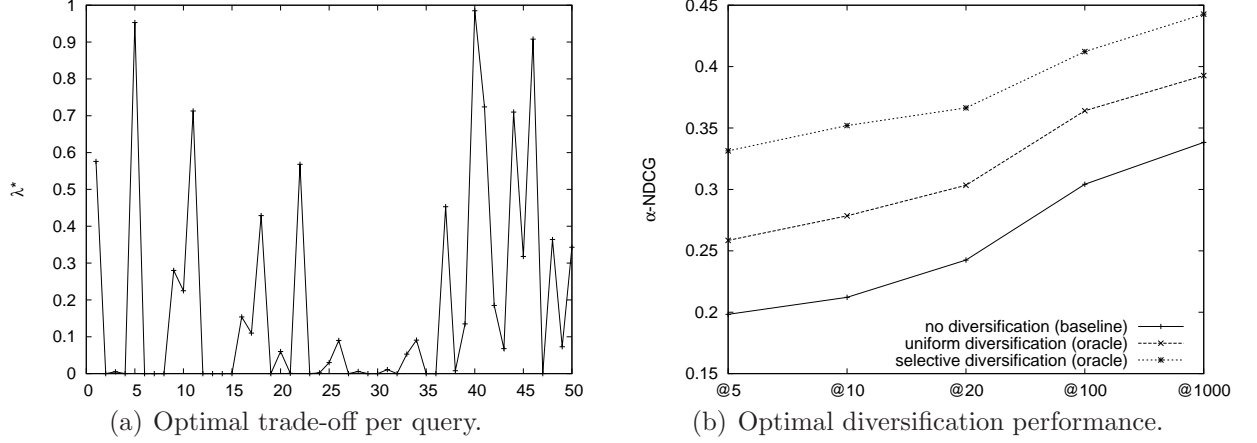 1
0.9
0.8
0.7
0.6
0.5
0.4
0.3
0.2
0.1
0
λ*
0 5 10 15 20 25 30 35 40 45 50
(a) Optimal trade-off per query.
0.45
0.4
0.35
0.3
0.25
0.2
0.15
α-NDCG
no diversification (baseline)
uniform diversification (oracle)
selective diversification (oracle)
@5 @10 @20 @100 @1000
(b) Optimal diversification performance.